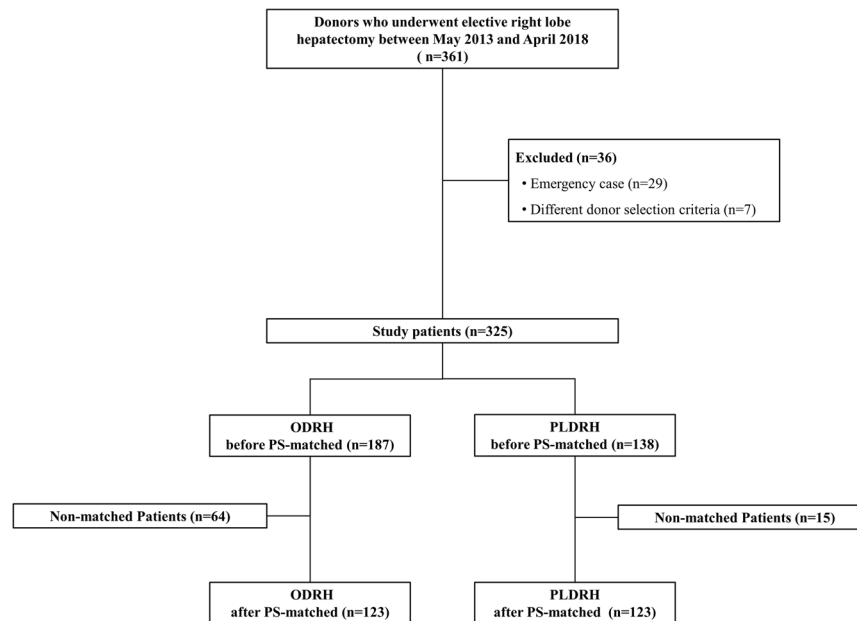 Donors who underwent elective right lobe
hepatectomy between May 2013 and April 2018
( n=361)
Excluded (n=36)
• Emergency case (n=29)
• Different donor selection criteria (n=7)
Study patients (n=325)
ODRH
before PS-matched (n=187)
PLDRH
before PS-matched (n=138)
Non-matched Patients (n=64)
Non-matched Patients (n=15)
ODRH
after PS-matched (n=123)
PLDRH
after PS-matched  (n=123)